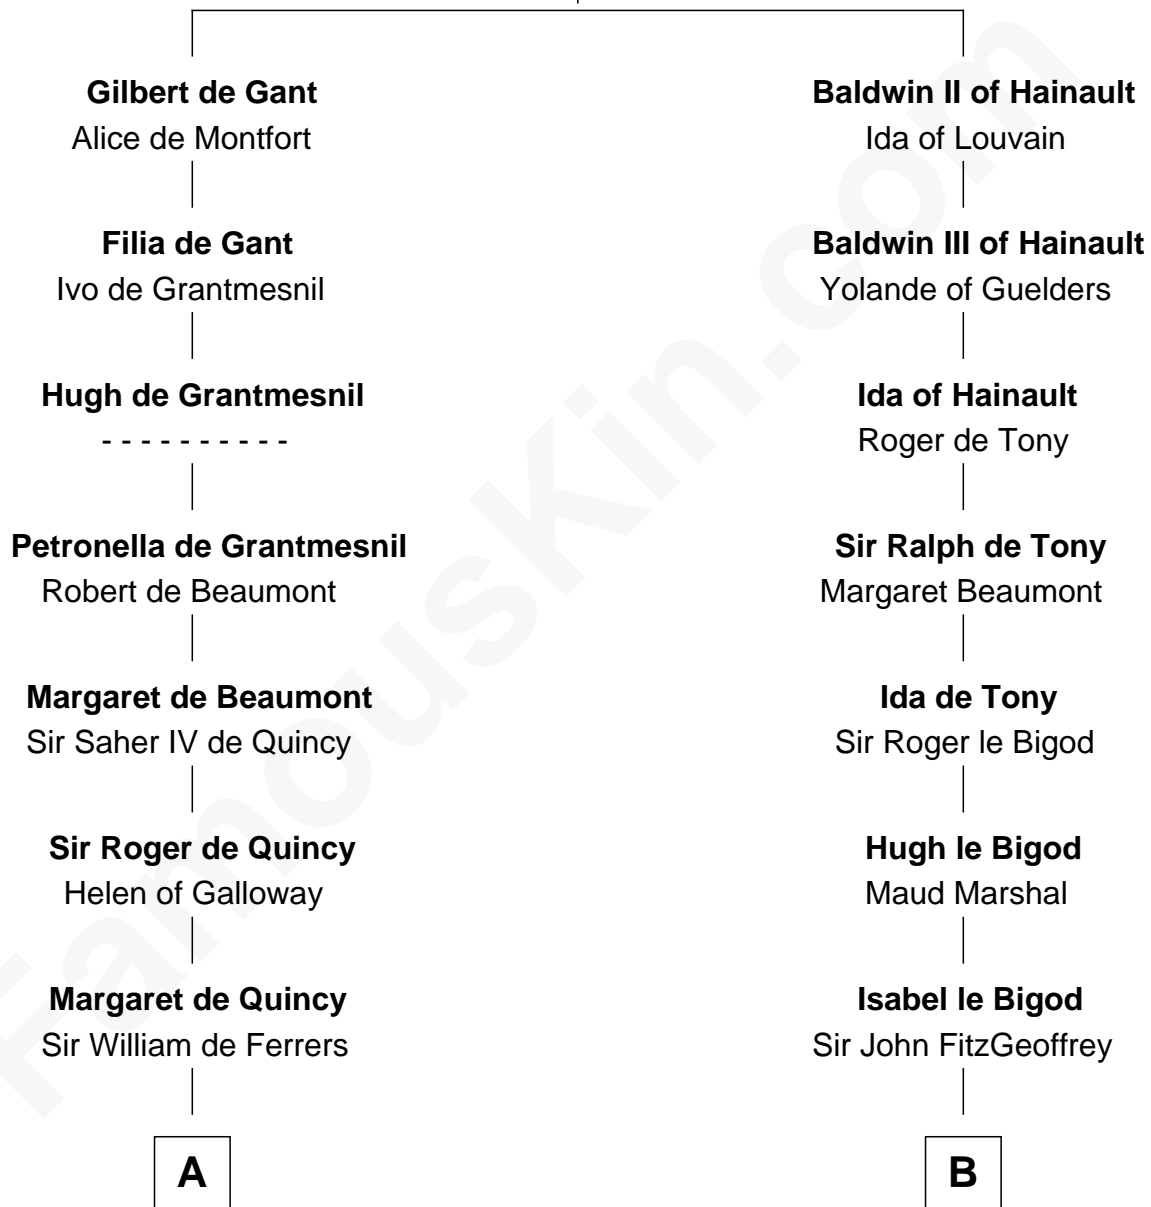 Gilbert de Gant
Alice de Montfort
Filia de Gant
Ivo de Grantmesnil
Hugh de Grantmesnil
- - - - - - - - - -
Petronella de Grantmesnil
Robert de Beaumont
Margaret de Beaumont
Sir Saher IV de Quincy
Sir Roger de Quincy
Helen of Galloway
Margaret de Quincy
Sir William de Ferrers
A
Baldwin II of Hainault
Ida of Louvain
Baldwin III of Hainault
Yolande of Guelders
Ida of Hainault
Roger de Tony
Sir Ralph de Tony
Margaret Beaumont
Ida de Tony
Sir Roger le Bigod
Hugh le Bigod
Maud Marshal
Isabel le Bigod
Sir John FitzGeoffrey
B
FamousKin.com